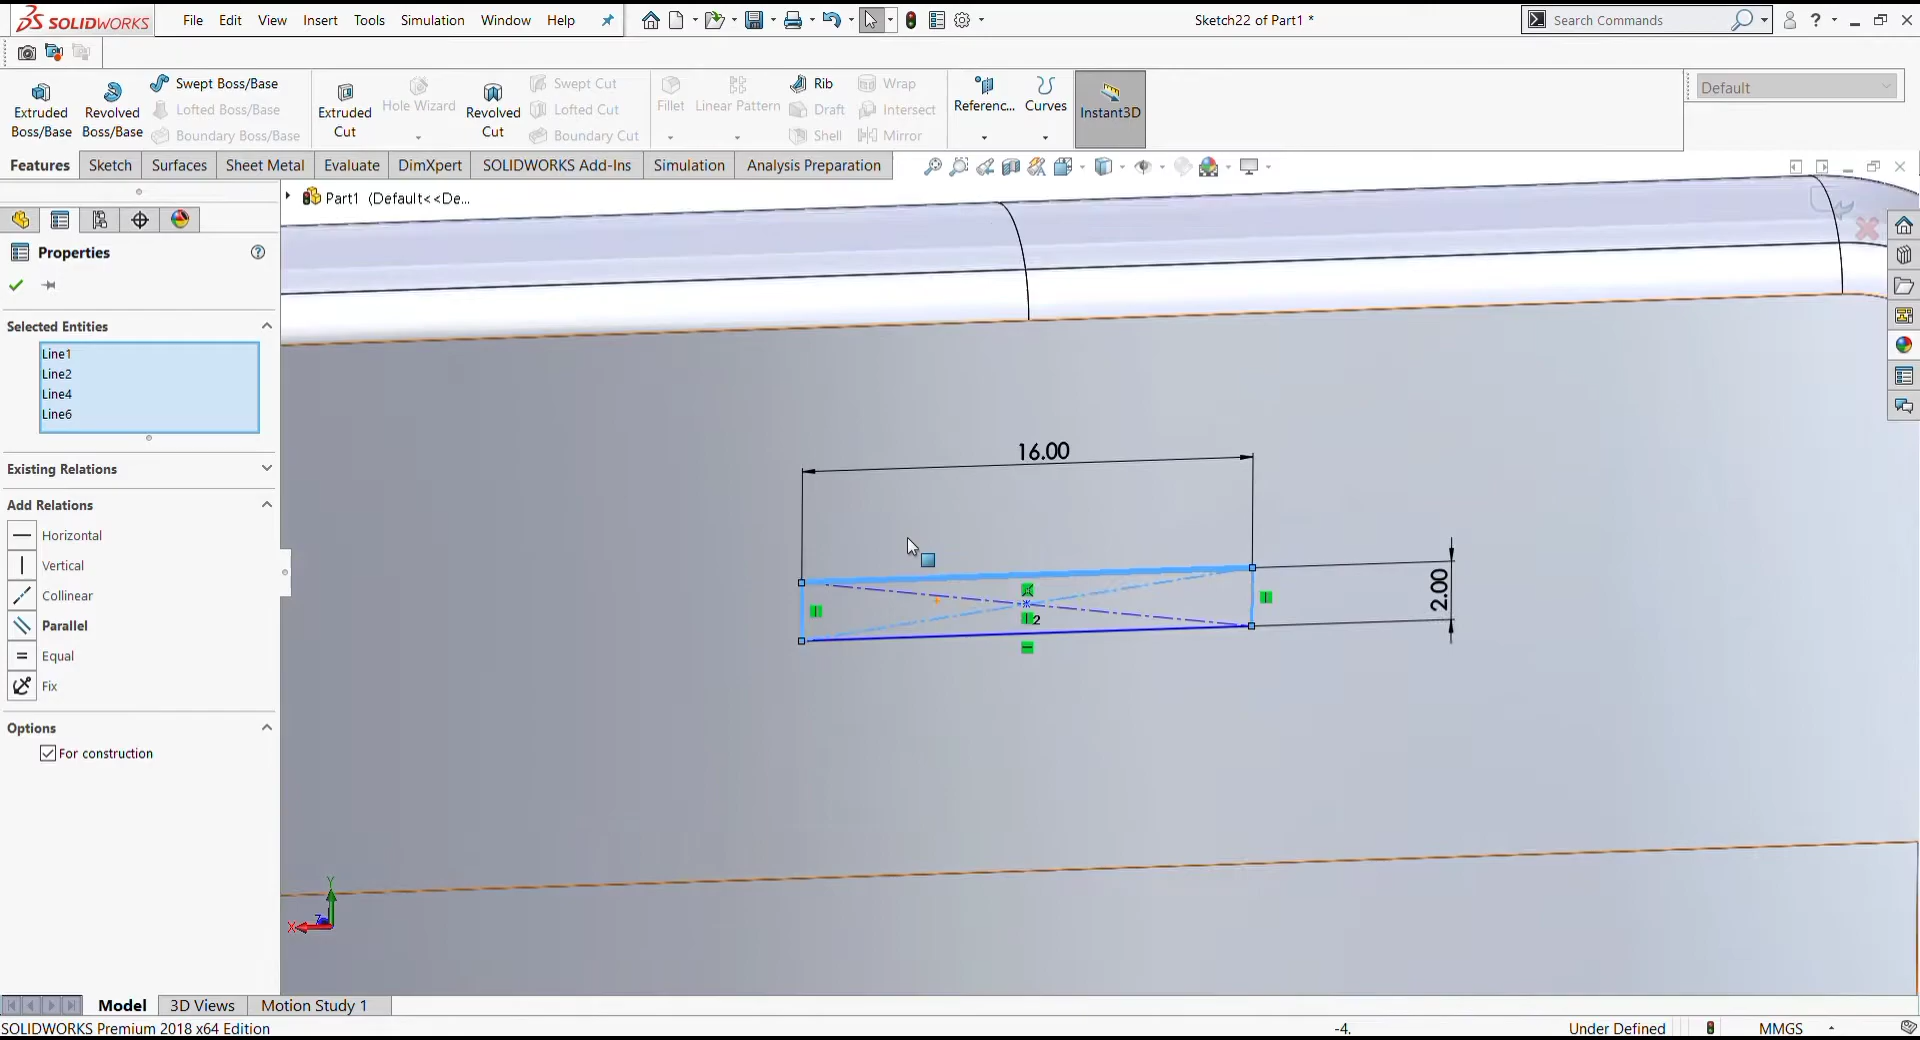 SOLIDWORKS File Edit View Insert Tools Simulation Window Help Sketch22 of Part1 * Search Commands ?
Extruded Boss/Base
Revolved Boss/Base
Swept Boss/Base
Lofted Boss/Base
Boundary Boss/Base
Extruded Cut
Hole Wizard
Revolved Cut
Swept Cut
Lofted Cut
Boundary Cut
Fillet
Linear Pattern
Rib
Draft
Shell
Wrap
Intersect
Mirror
Referenc...
Curves
Instant3D
Default
Features Sketch Surfaces Sheet Metal Evaluate DimXpert SOLIDWORKS Add-Ins Simulation Analysis Preparation
Part1 (Default<<De...
Properties ?
Selected Entities
Line1
Line2
Line4
Line6
Existing Relations
Add Relations
Horizontal
Vertical
Collinear
Parallel
Equal
Fix
Options
For construction
16.00
2.00
2
Y
X
Z
Model 3D Views Motion Study 1
SOLIDWORKS Premium 2018 x64 Edition -4. Under Defined MMGS